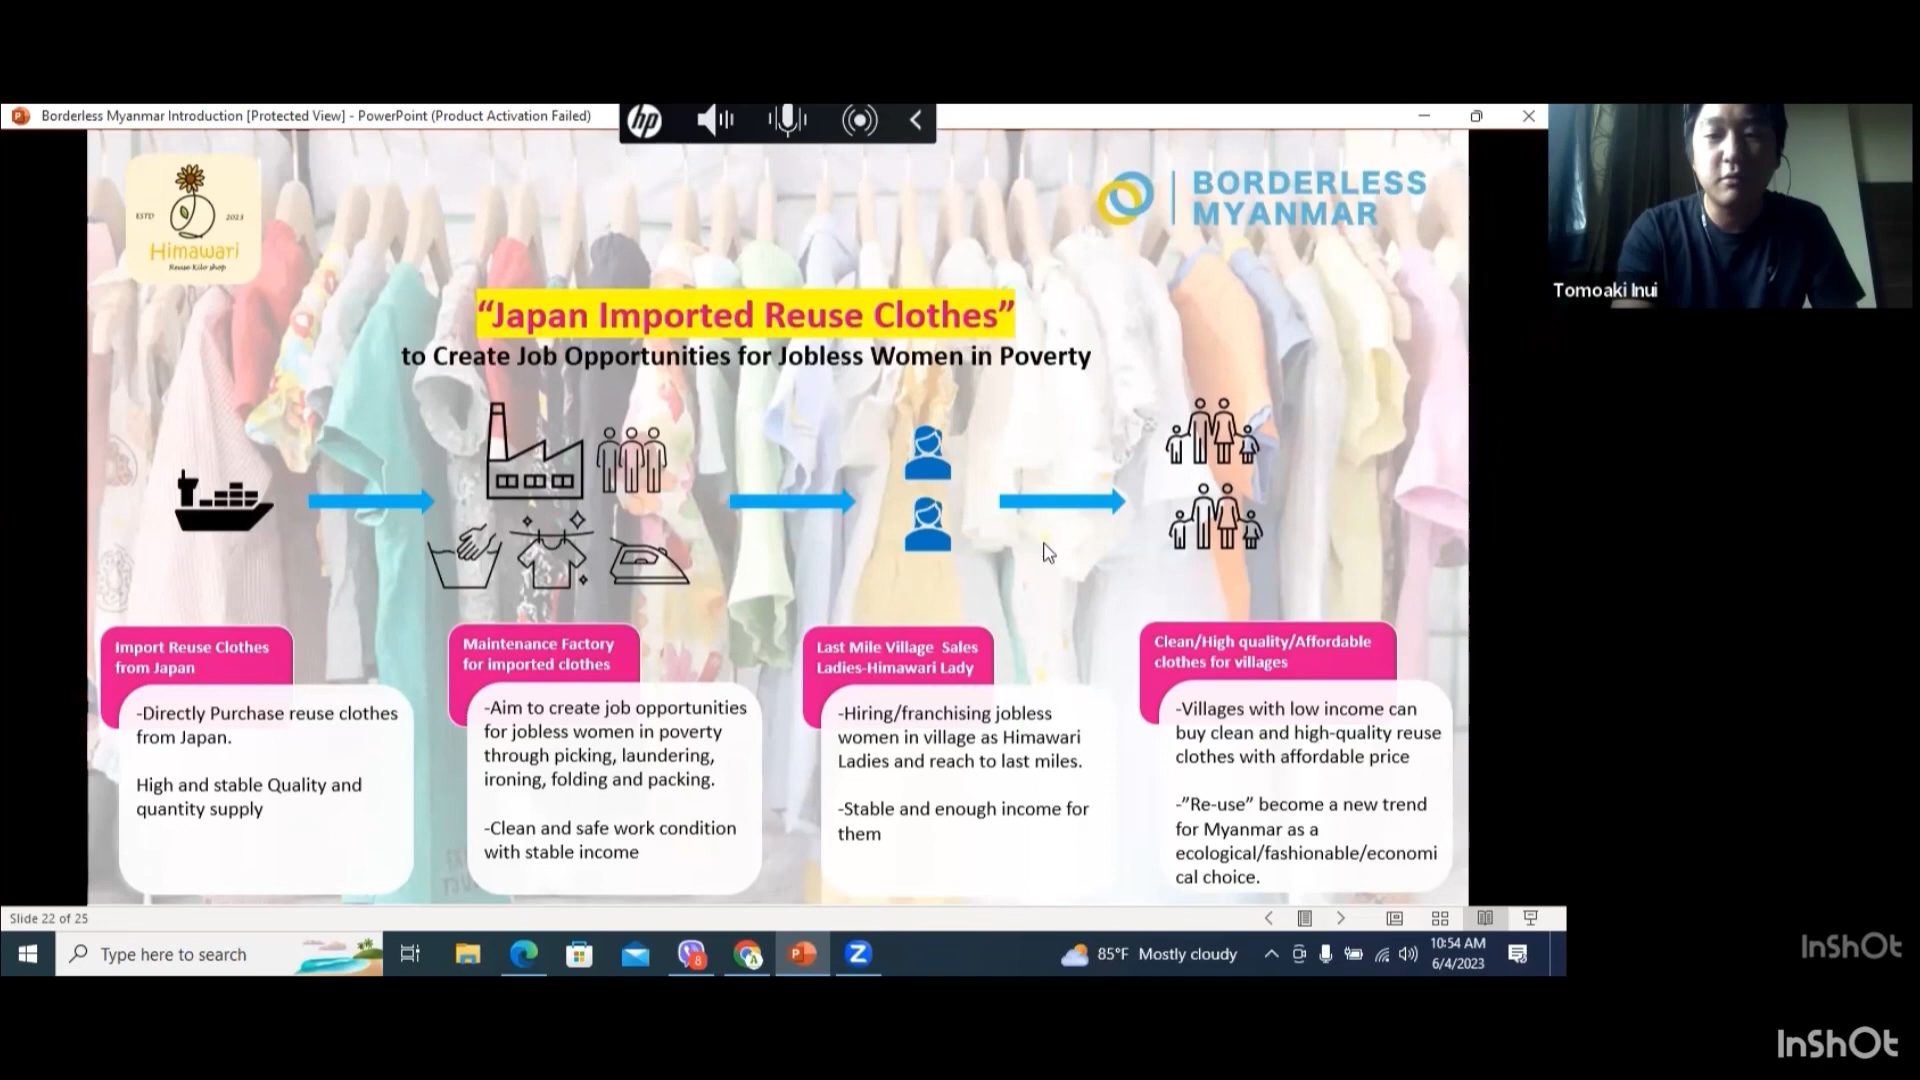 Borderless Myanmar Introduction [Protected View] - PowerPoint (Product Activation Failed)
hp
ESTD 2023
Himawari
Reuse Kilo shop
BORDERLESS
MYANMAR
Tomoaki Inui
“Japan Imported Reuse Clothes”
to Create Job Opportunities for Jobless Women in Poverty
Import Reuse Clothes
from Japan
-Directly Purchase reuse clothes
from Japan.
High and stable Quality and
quantity supply
Maintenance Factory
for imported clothes
-Aim to create job opportunities
for jobless women in poverty
through picking, laundering,
ironing, folding and packing.
-Clean and safe work condition
with stable income
Last Mile Village Sales
Ladies-Himawari Lady
-Hiring/franchising jobless
women in village as Himawari
Ladies and reach to last miles.
-Stable and enough income for
them
Clean/High quality/Affordable
clothes for villages
-Villages with low income can
buy clean and high-quality reuse
clothes with affordable price
-”Re-use” become a new trend
for Myanmar as a
ecological/fashionable/economi
cal choice.
Slide 22 of 25
Type here to search
8
A
Z
85°F Mostly cloudy
10:54 AM
6/4/2023
InShOt
InShOt